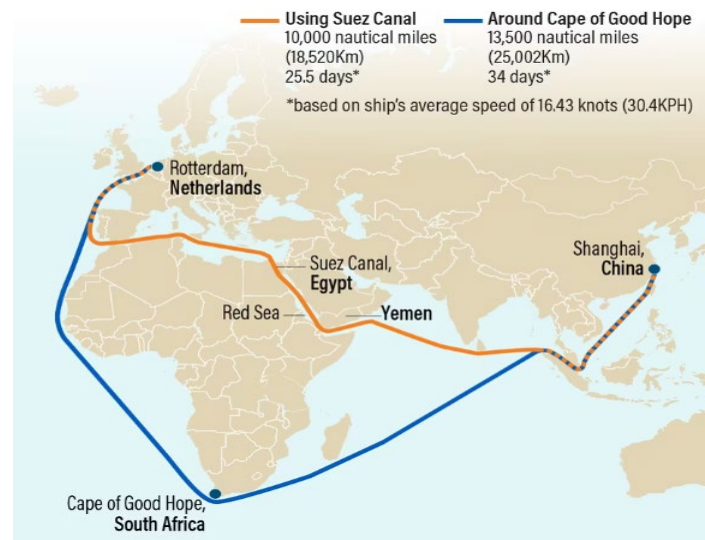 Using Suez Canal
10,000 nautical miles
(18,520Km)
25.5 days*
Around Cape of Good Hope
13,500 nautical miles
(25,002Km)
34 days*
*based on ship's average speed of 16.43 knots (30.4KPH)
Rotterdam,
Netherlands
Suez Canal,
Egypt
Red Sea
Yemen
Shanghai,
China
Cape of Good Hope,
South Africa